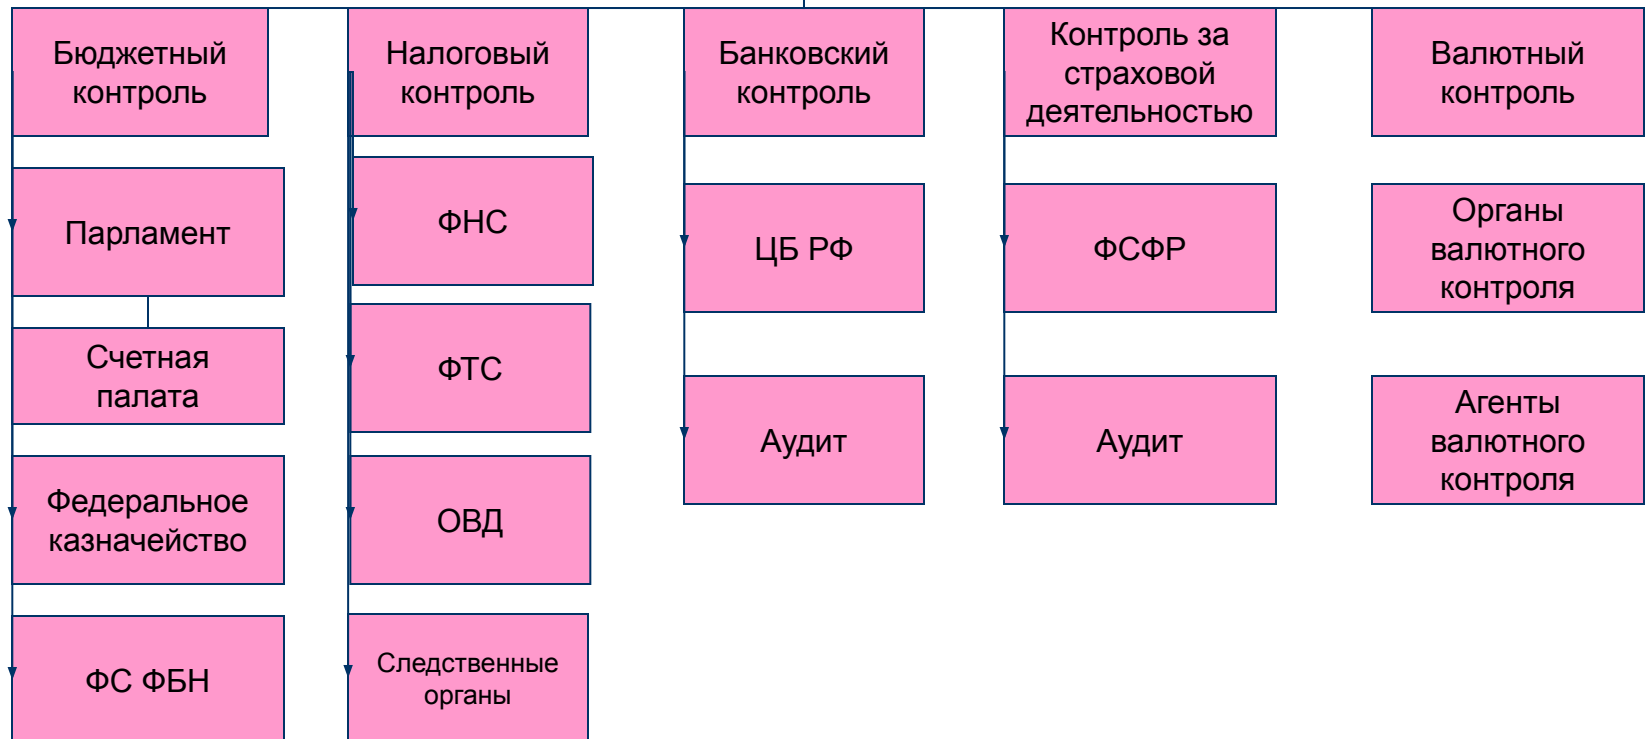 Бюджетный
контроль
Налоговый
контроль
Банковский
контроль
Контроль за
страховой
деятельностью
Валютный
контроль
Парламент
ФНС
ЦБ РФ
ФСФР
Органы
валютного
контроля
Счетная
палата
ФТС
Аудит
Аудит
Агенты
валютного
контроля
Федеральное
казначейство
ОВД
ФС ФБН
Следственные
органы